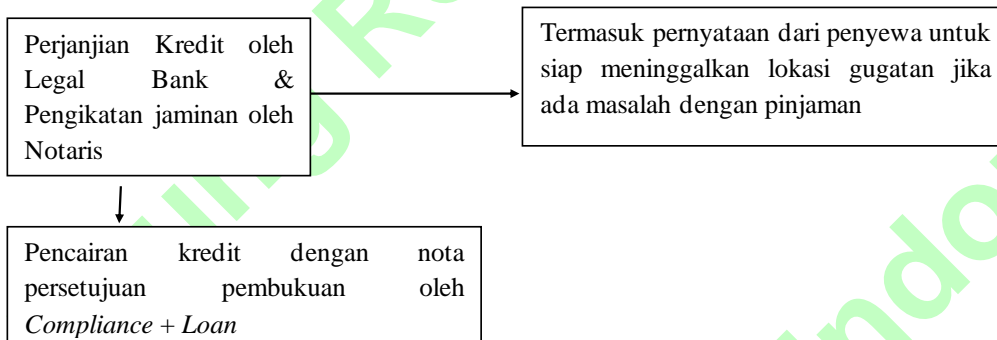 Perjanjian Kredit oleh
Legal Bank &
Pengikatan jaminan oleh
Notaris
Termasuk pernyataan dari penyewa untuk
siap meninggalkan lokasi gugatan jika
ada masalah dengan pinjaman
Pencairan kredit dengan nota
persetujuan pembukuan oleh
Compliance + Loan